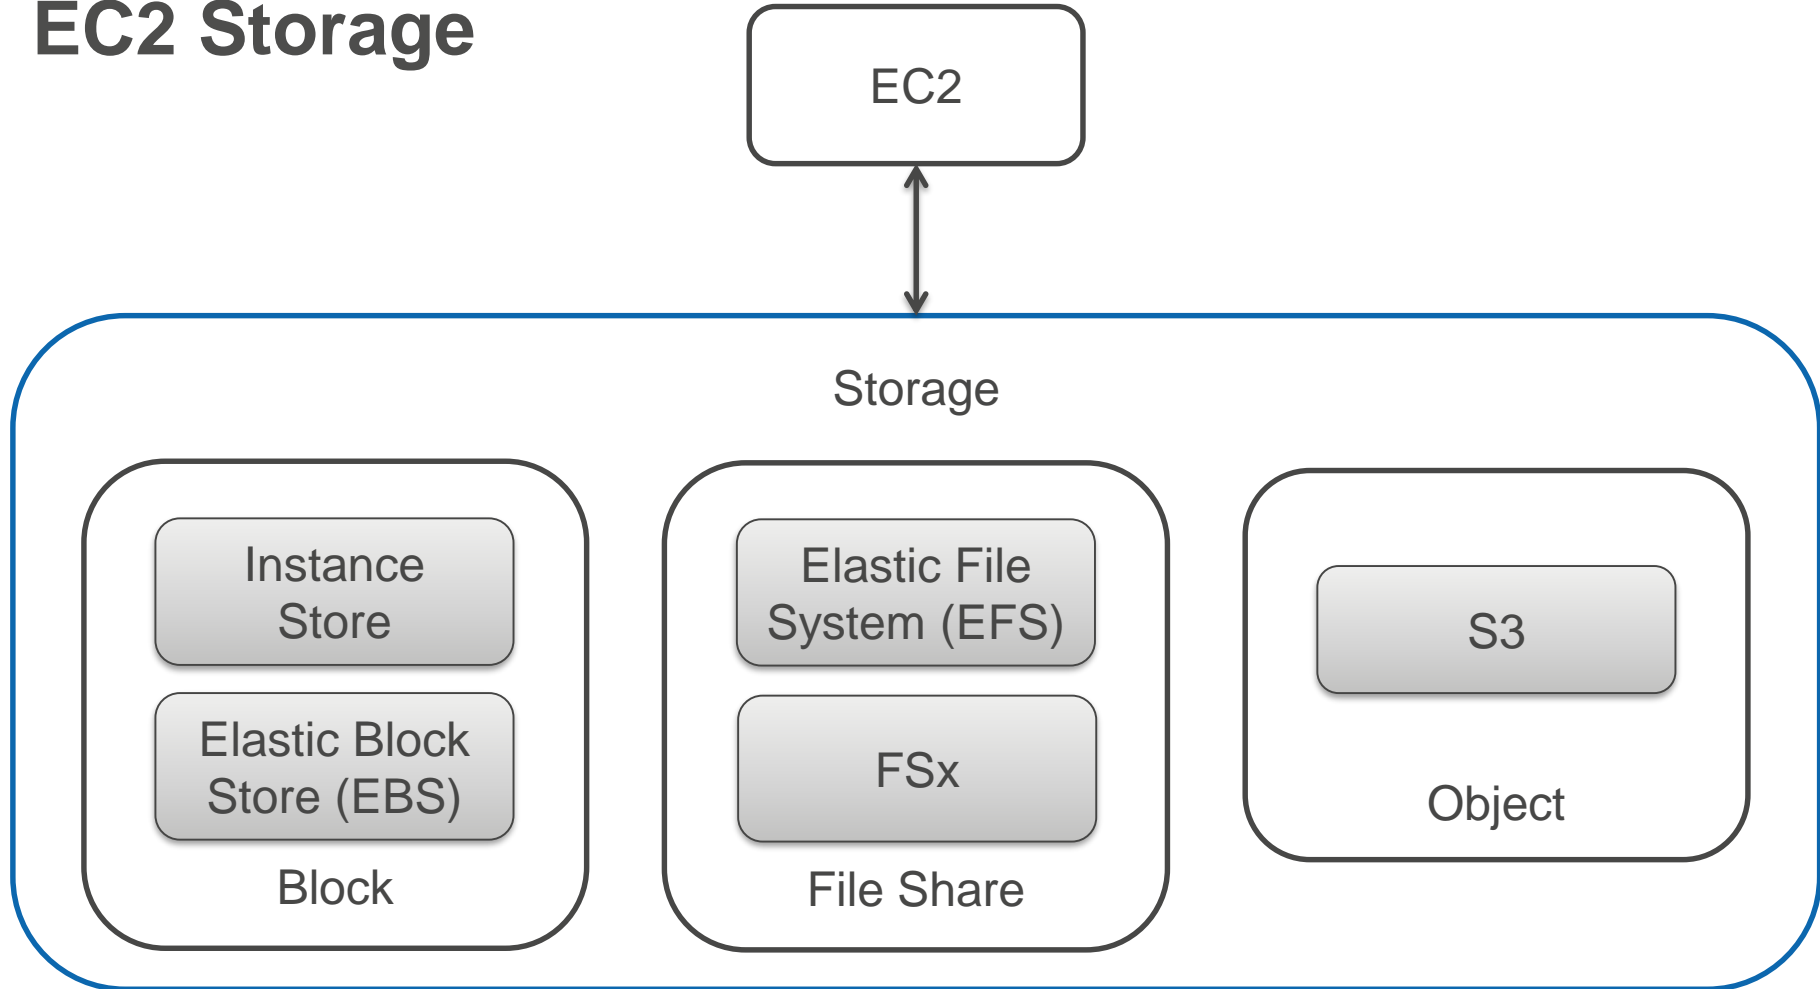 EC2 Storage
EC2
Storage
Instance
Store
Elastic Block
Store (EBS)
Block
Elastic File
System (EFS)
FSx
File Share
S3
Object